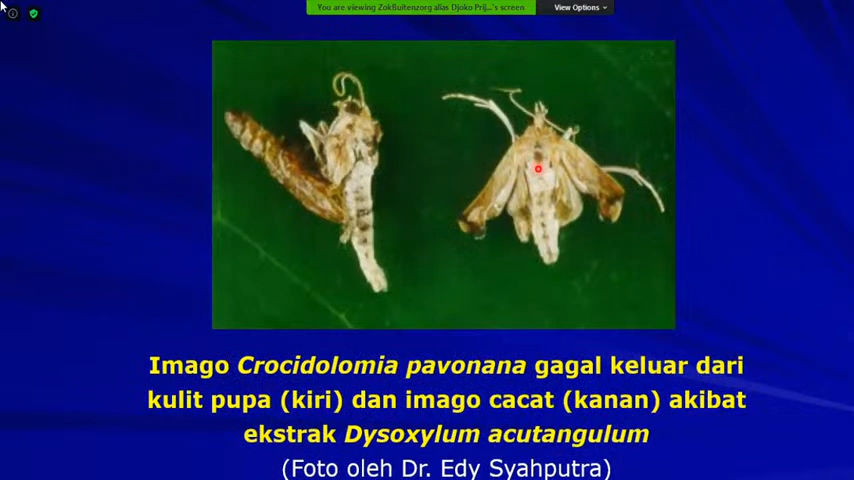 You are viewing ZokBuitenzorg alias Djoko Prij...'s screen
View Options
Imago Crocidolomia pavonana gagal keluar dari
kulit pupa (kiri) dan imago cacat (kanan) akibat
ekstrak Dysoxylum acutangulum
(Foto oleh Dr. Edy Syahputra)